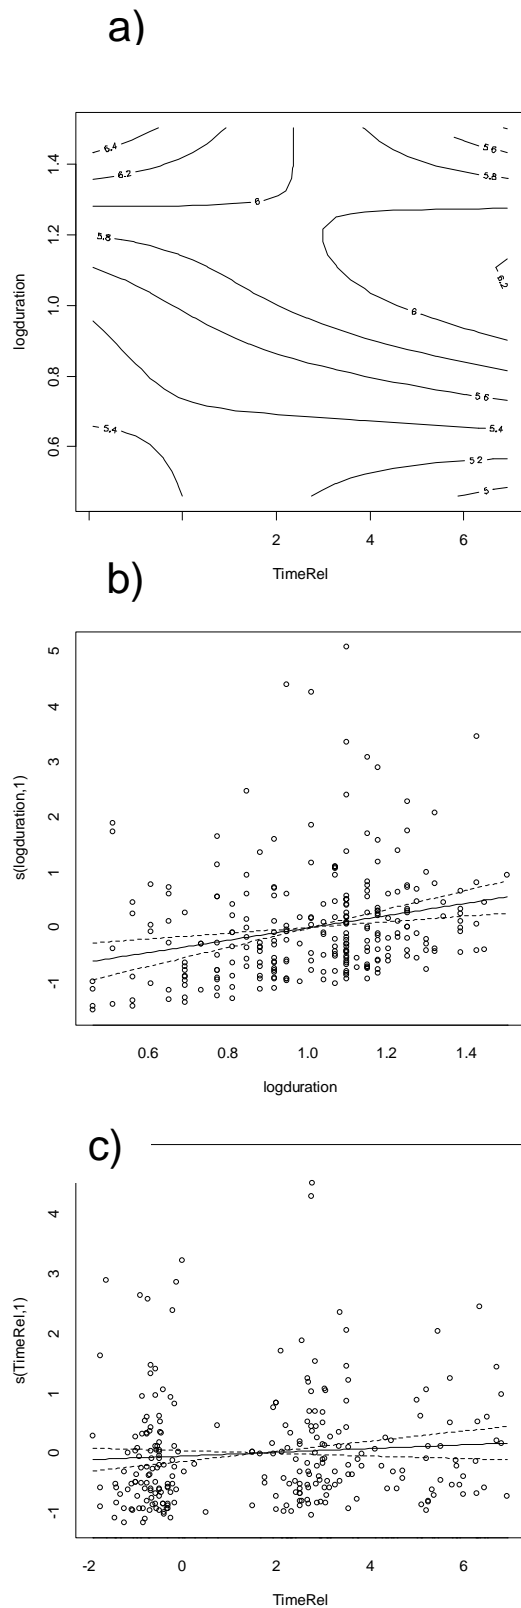 a)
6.4
6.2
6
5.6
5.8
5.8
6.2
6
5.6
5.4
5.4
5 2
5
1.4
1.2
1.0
0.8
0.6
logduration
2 4 6
TimeRel
b)
5
4
3
2
1
0
-1
s(logduration,1)
0.6 0.8 1.0 1.2 1.4
logduration
c)
4
3
2
1
0
-1
s(TimeRel,1)
-2 0 2 4 6
TimeRel